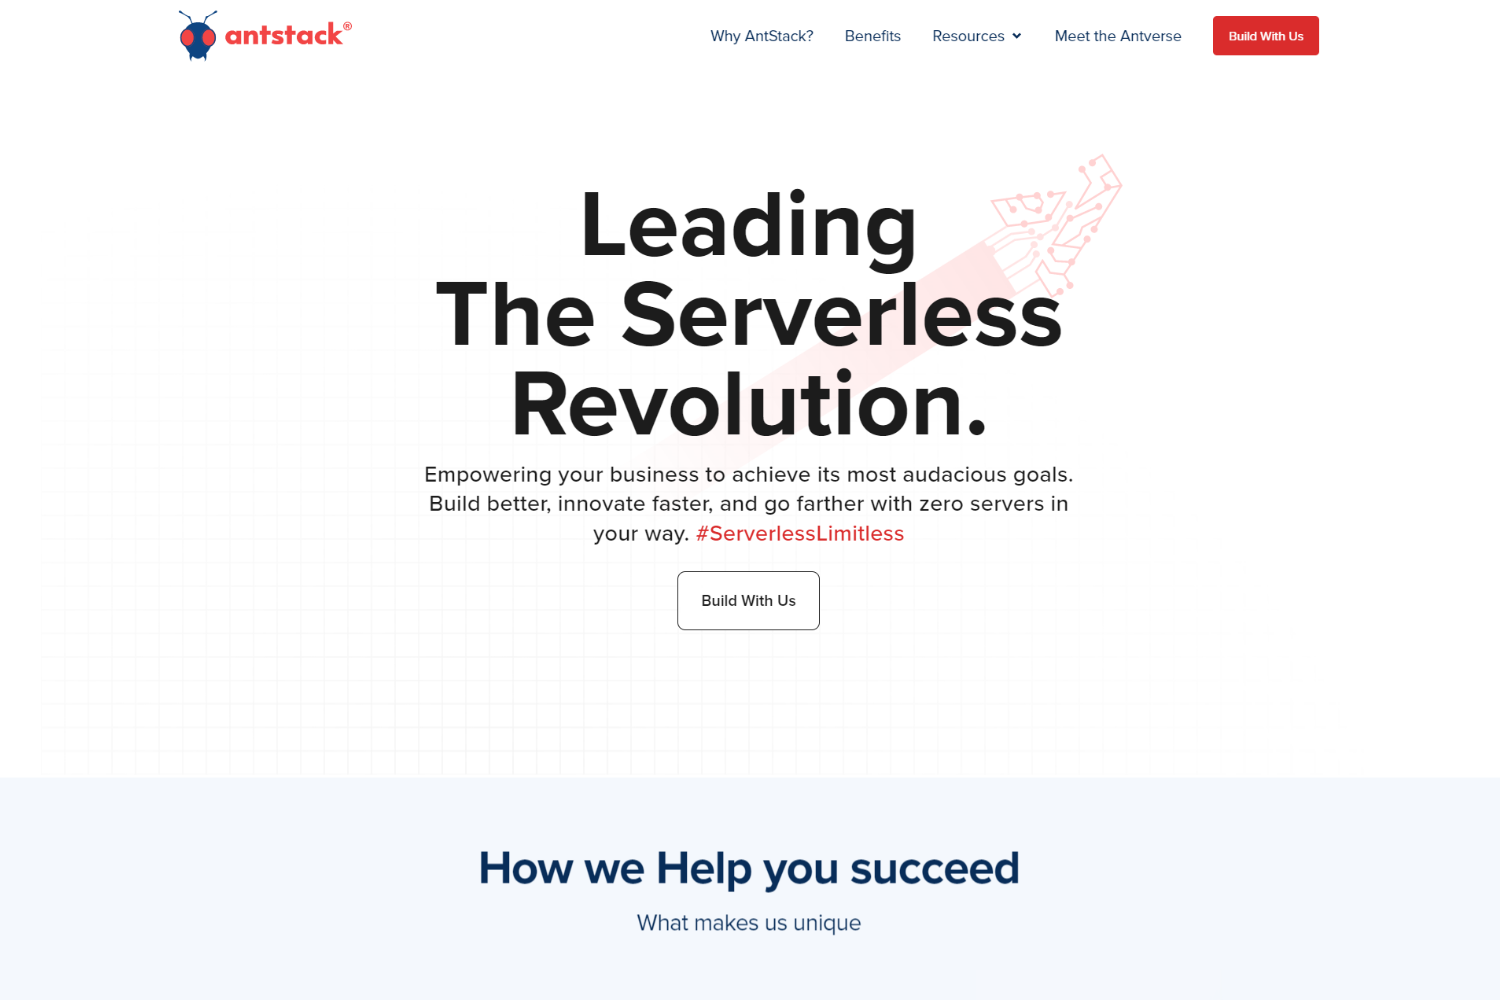 antstack®
Why AntStack?
Benefits
Resources
Meet the Antverse
Build With Us
Leading
The Serverless
Revolution.
Empowering your business to achieve its most audacious goals.
Build better, innovate faster, and go farther with zero servers in
your way. #ServerlessLimitless
Build With Us
How we Help you succeed
What makes us unique